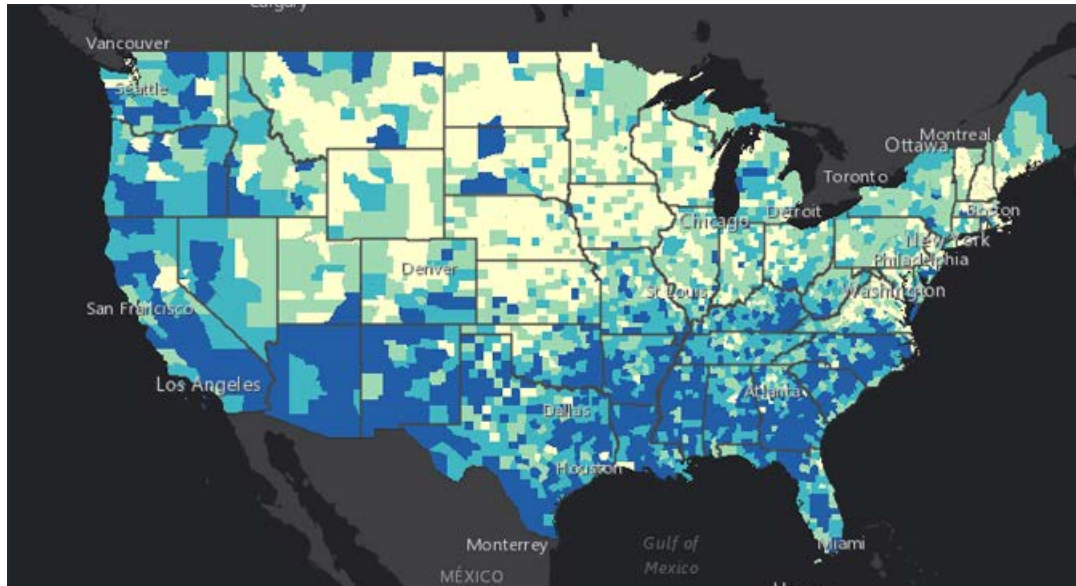 Vancouver
Seattle
Montreal
Ottawa
Toronto
Chicago
Detroit
Boston
New York
Denver
Philadelphia
St Louis
Washington
San Francisco
Los Angeles
Atlanta
Dallas
Houston
Monterrey
Gulf of
Mexico
Miami
MÉXICO